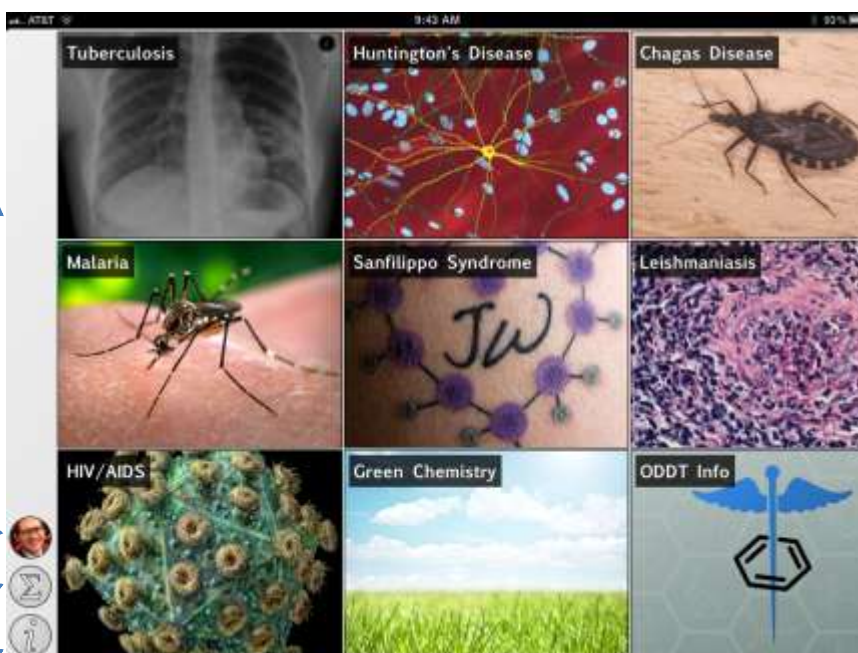 AT&T 9:43 AM 93%
Tuberculosis Huntington's Disease Chagas Disease
Malaria Sanfilippo Syndrome Leishmaniasis
JW
HIV/AIDS Green Chemistry ODDT Info
Σ
i